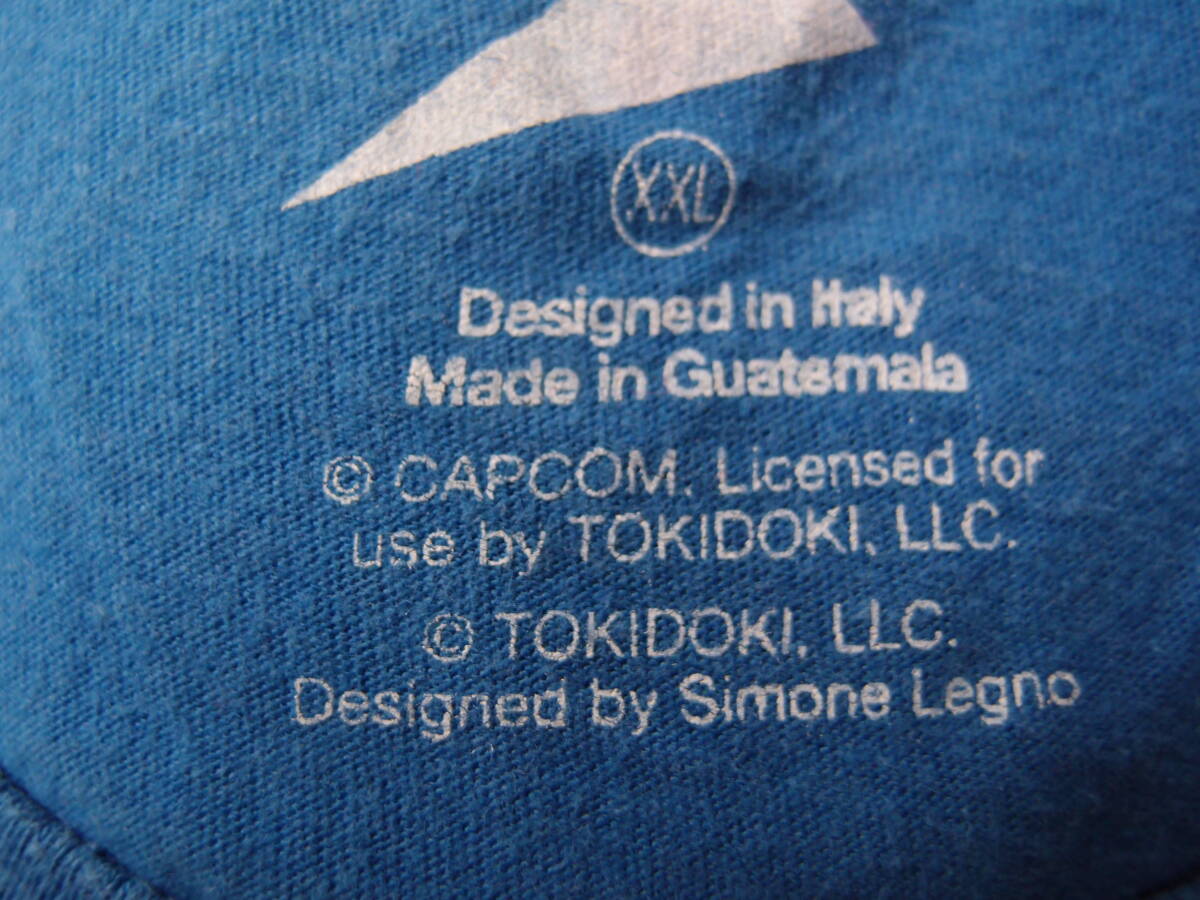 XXL
Designed in Italy
Made in Guatemala
© CAPCOM. Licensed for
use by TOKIDOKI, LLC.
© TOKIDOKI, LLC.
Designed by Simone Legno